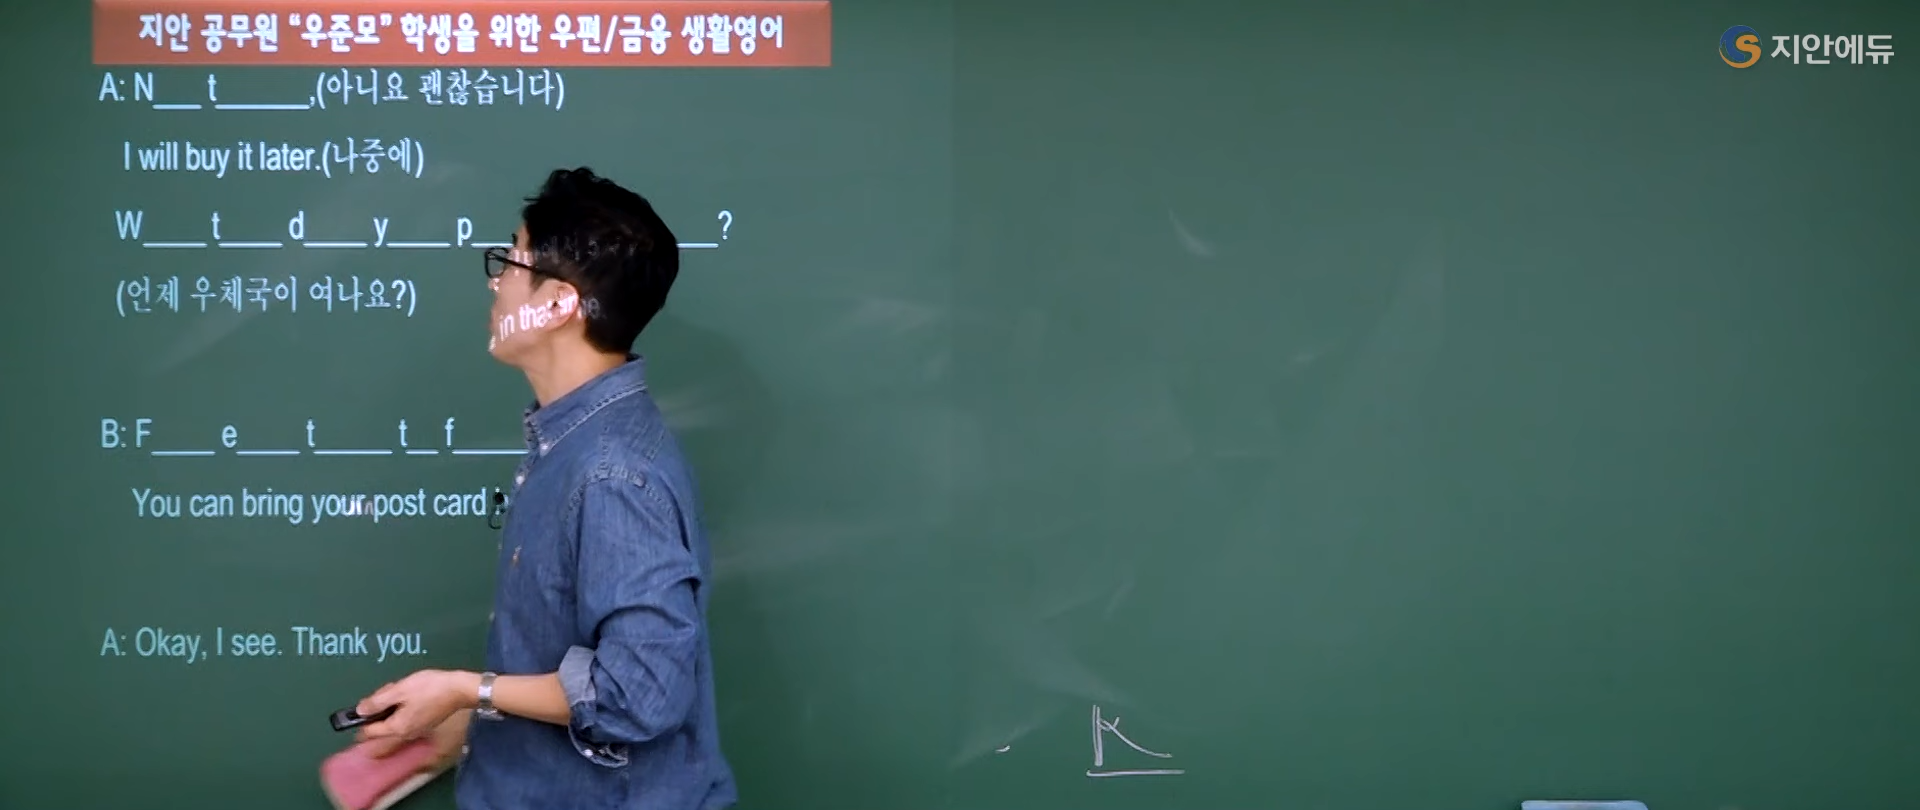 지안 공무원 “우준모” 학생을 위한 우편/금융 생활영어
지안에듀
A: N___ t______,(아니요 괜찮습니다)
I will buy it later.(나중에)
W____ t____ d____ y____ p____ ___?
(언제 우체국이 여나요?)
in that
B: F____ e____ t_____ t__ f_____
You can bring your post card
A: Okay, I see. Thank you.